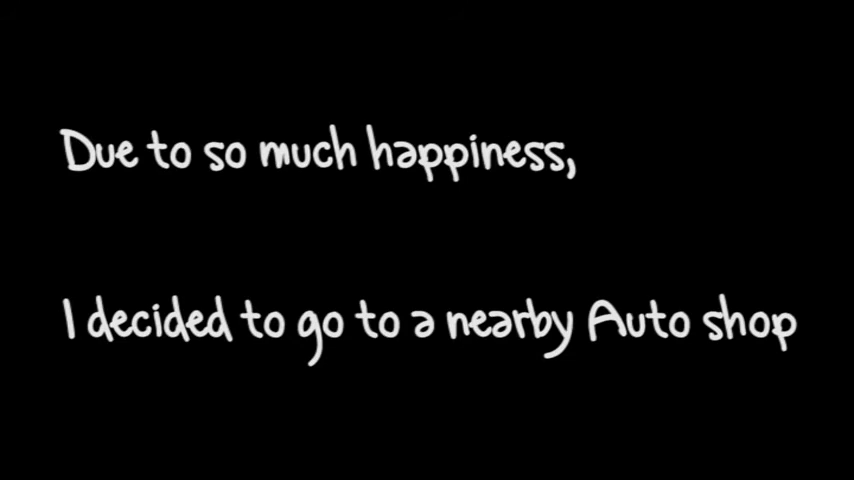 Due to so much happiness,
I decided to go to a nearby Auto shop